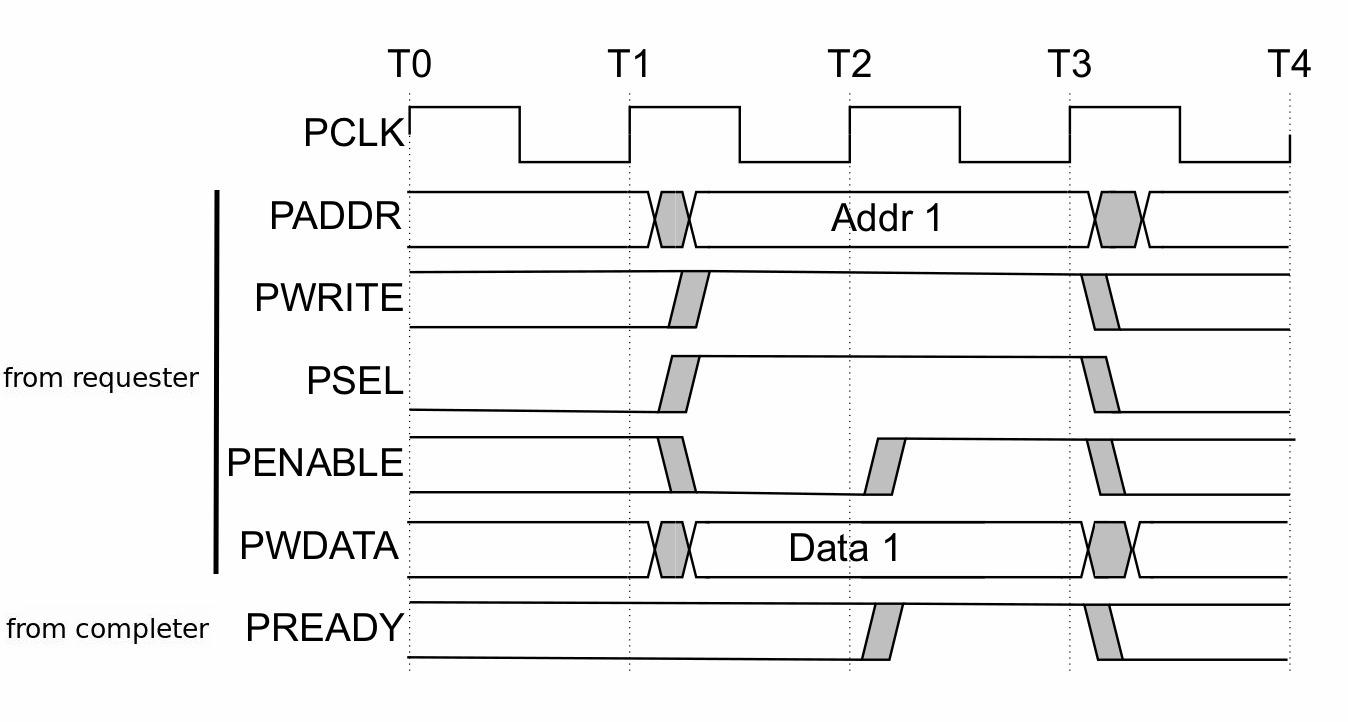 T0 T1 T2 T3 T4
PCLK
PADDR Addr 1
PWRITE
from requester PSEL
PENABLE
PWDATA Data 1
from completer PREADY